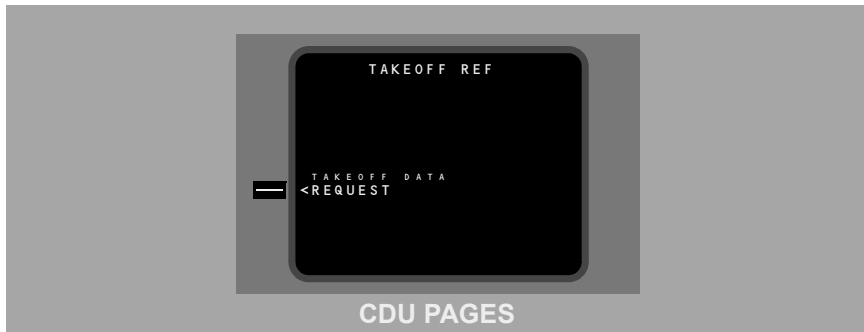 TAKEOFF REF
TAKEOFF DATA
<REQUEST
CDU PAGES